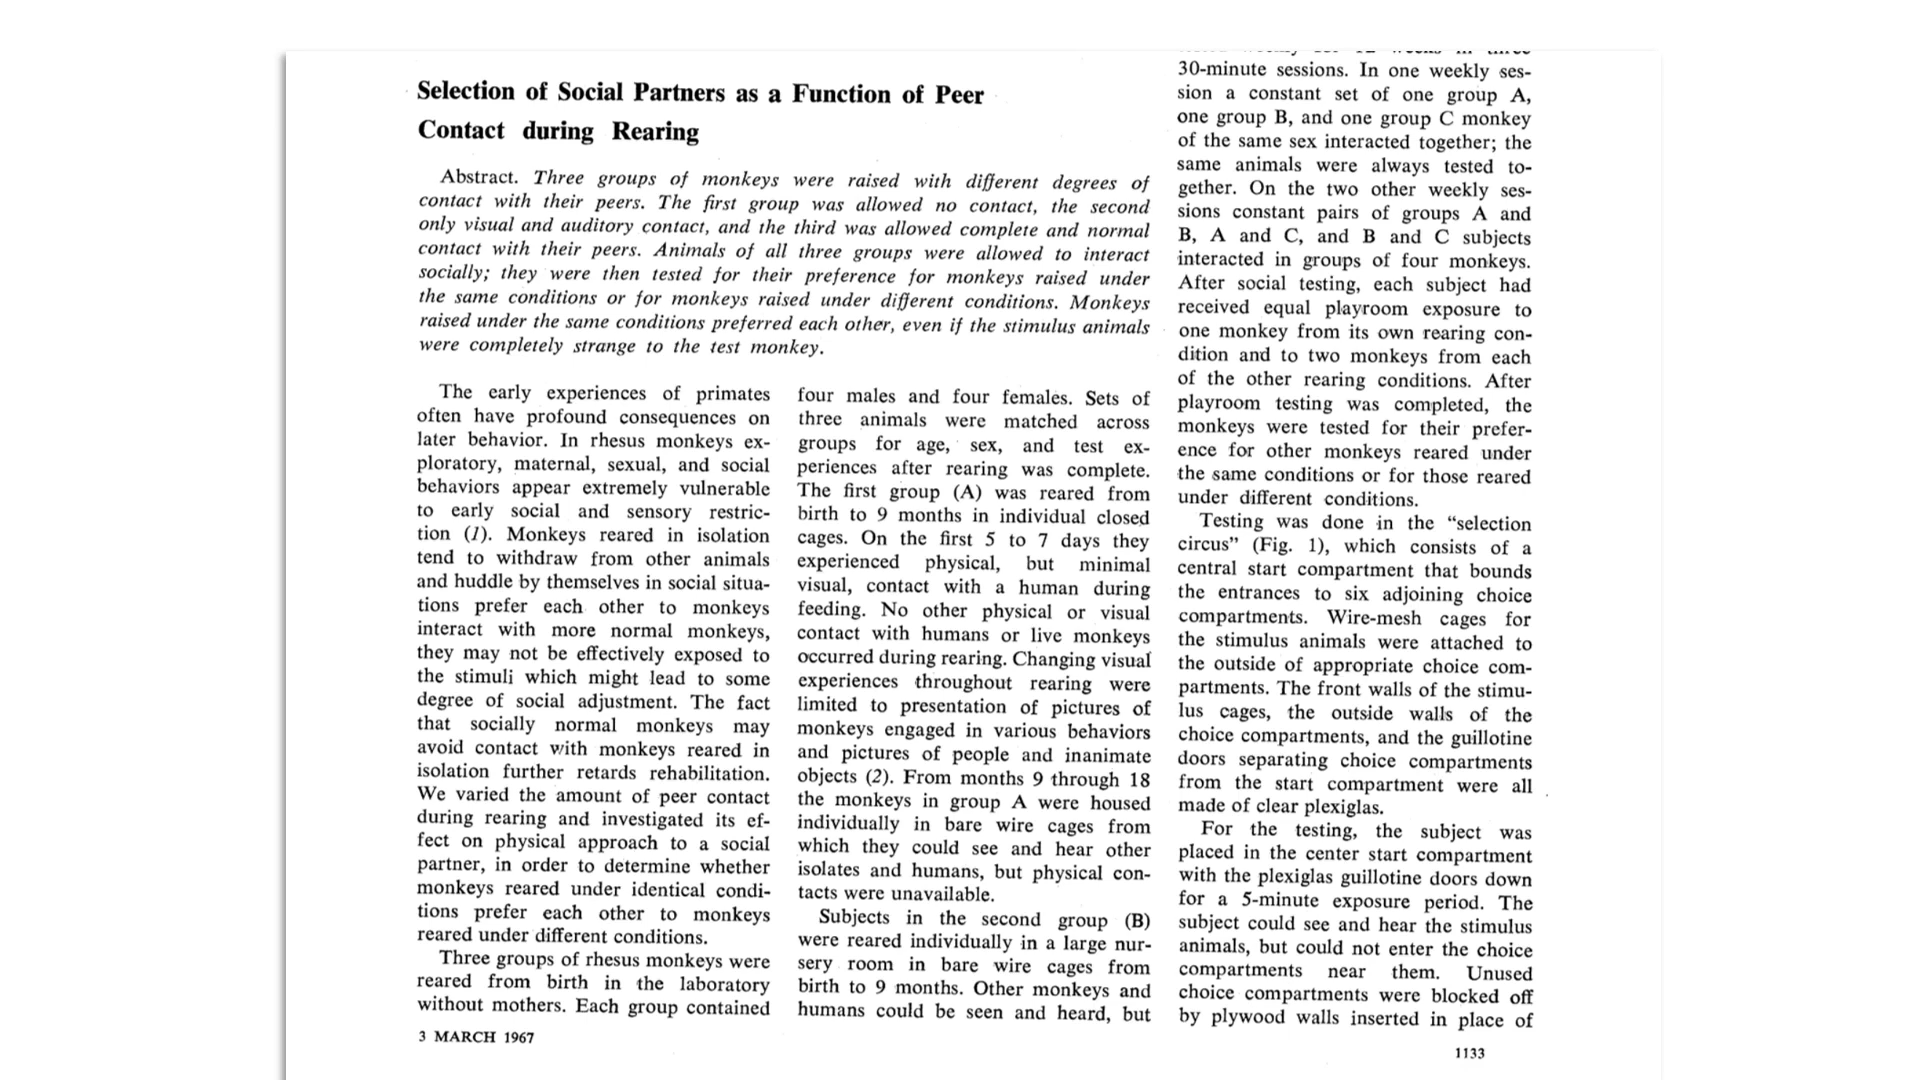 Selection of Social Partners as a Function of Peer
Contact during Rearing
Abstract. Three groups of monkeys were raised with different degrees of
contact with their peers. The first group was allowed no contact, the second
only visual and auditory contact, and the third was allowed complete and normal
contact with their peers. Animals of all three groups were allowed to interact
socially; they were then tested for their preference for monkeys raised under
the same conditions or for monkeys raised under different conditions. Monkeys
raised under the same conditions preferred each other, even if the stimulus animals
were completely strange to the test monkey.
The early experiences of primates
often have profound consequences on
later behavior. In rhesus monkeys ex-
ploratory, maternal, sexual, and social
behaviors appear extremely vulnerable
to early social and sensory restric-
tion (1). Monkeys reared in isolation
tend to withdraw from other animals
and huddle by themselves in social situa-
tions prefer each other to monkeys
interact with more normal monkeys,
they may not be effectively exposed to
the stimuli which might lead to some
degree of social adjustment. The fact
that socially normal monkeys may
avoid contact with monkeys reared in
isolation further retards rehabilitation.
We varied the amount of peer contact
during rearing and investigated its ef-
fect on physical approach to a social
partner, in order to determine whether
monkeys reared under identical condi-
tions prefer each other to monkeys
reared under different conditions.
Three groups of rhesus monkeys were
reared from birth in the laboratory
without mothers. Each group contained
four males and four females. Sets of
three animals were matched across
groups for age, sex, and test ex-
periences after rearing was complete.
The first group (A) was reared from
birth to 9 months in individual closed
cages. On the first 5 to 7 days they
experienced physical, but minimal
visual, contact with a human during
feeding. No other physical or visual
contact with humans or live monkeys
occurred during rearing. Changing visual
experiences throughout rearing were
limited to presentation of pictures of
monkeys engaged in various behaviors
and pictures of people and inanimate
objects (2). From months 9 through 18
the monkeys in group A were housed
individually in bare wire cages from
which they could see and hear other
isolates and humans, but physical con-
tacts were unavailable.
Subjects in the second group (B)
were reared individually in a large nur-
sery room in bare wire cages from
birth to 9 months. Other monkeys and
humans could be seen and heard, but
30-minute sessions. In one weekly ses-
sion a constant set of one group A,
one group B, and one group C monkey
of the same sex interacted together; the
same animals were always tested to-
gether. On the two other weekly ses-
sions constant pairs of groups A and
B, A and C, and B and C subjects
interacted in groups of four monkeys.
After social testing, each subject had
received equal playroom exposure to
one monkey from its own rearing con-
dition and to two monkeys from each
of the other rearing conditions. After
playroom testing was completed, the
monkeys were tested for their prefer-
ence for other monkeys reared under
the same conditions or for those reared
under different conditions.
Testing was done in the “selection
circus” (Fig. 1), which consists of a
central start compartment that bounds
the entrances to six adjoining choice
compartments. Wire-mesh cages for
the stimulus animals were attached to
the outside of appropriate choice com-
partments. The front walls of the stimu-
lus cages, the outside walls of the
choice compartments, and the guillotine
doors separating choice compartments
from the start compartment were all
made of clear plexiglas.
For the testing, the subject was
placed in the center start compartment
with the plexiglas guillotine doors down
for a 5-minute exposure period. The
subject could see and hear the stimulus
animals, but could not enter the choice
compartments near them. Unused
choice compartments were blocked off
by plywood walls inserted in place of
3 MARCH 1967
1133